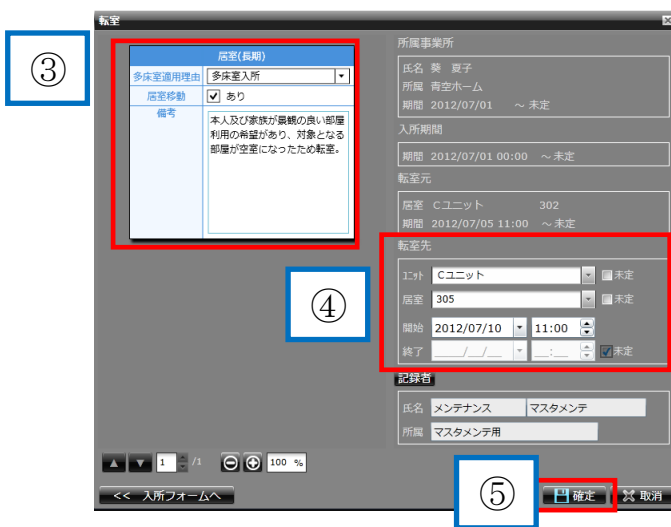 転室
③
居室(長期)
多床室適用理由 多床室入所
居室移動 あり
備考
本人及び家族が景観の良い部屋
利用の希望があり、対象となる
部屋が空室になったため転室。
所属事業所
氏名 葵 夏子
所属 青空ホーム
期間 2012/07/01 ～ 未定
入所期間
期間 2012/07/01 00:00 ～ 未定
転室元
居室 Cユニット 302
期間 2012/07/05 11:00 ～ 未定
④
転室先
ユニット Cユニット 未定
居室 305 未定
開始 2012/07/10 11:00
終了 ____/__/__ __:__ 未定
記録者
氏名 メンテナンス マスタメンテ
所属 マスタメンテ用
1 /1 100 %
<< 入所フォームへ
⑤
確定 取消